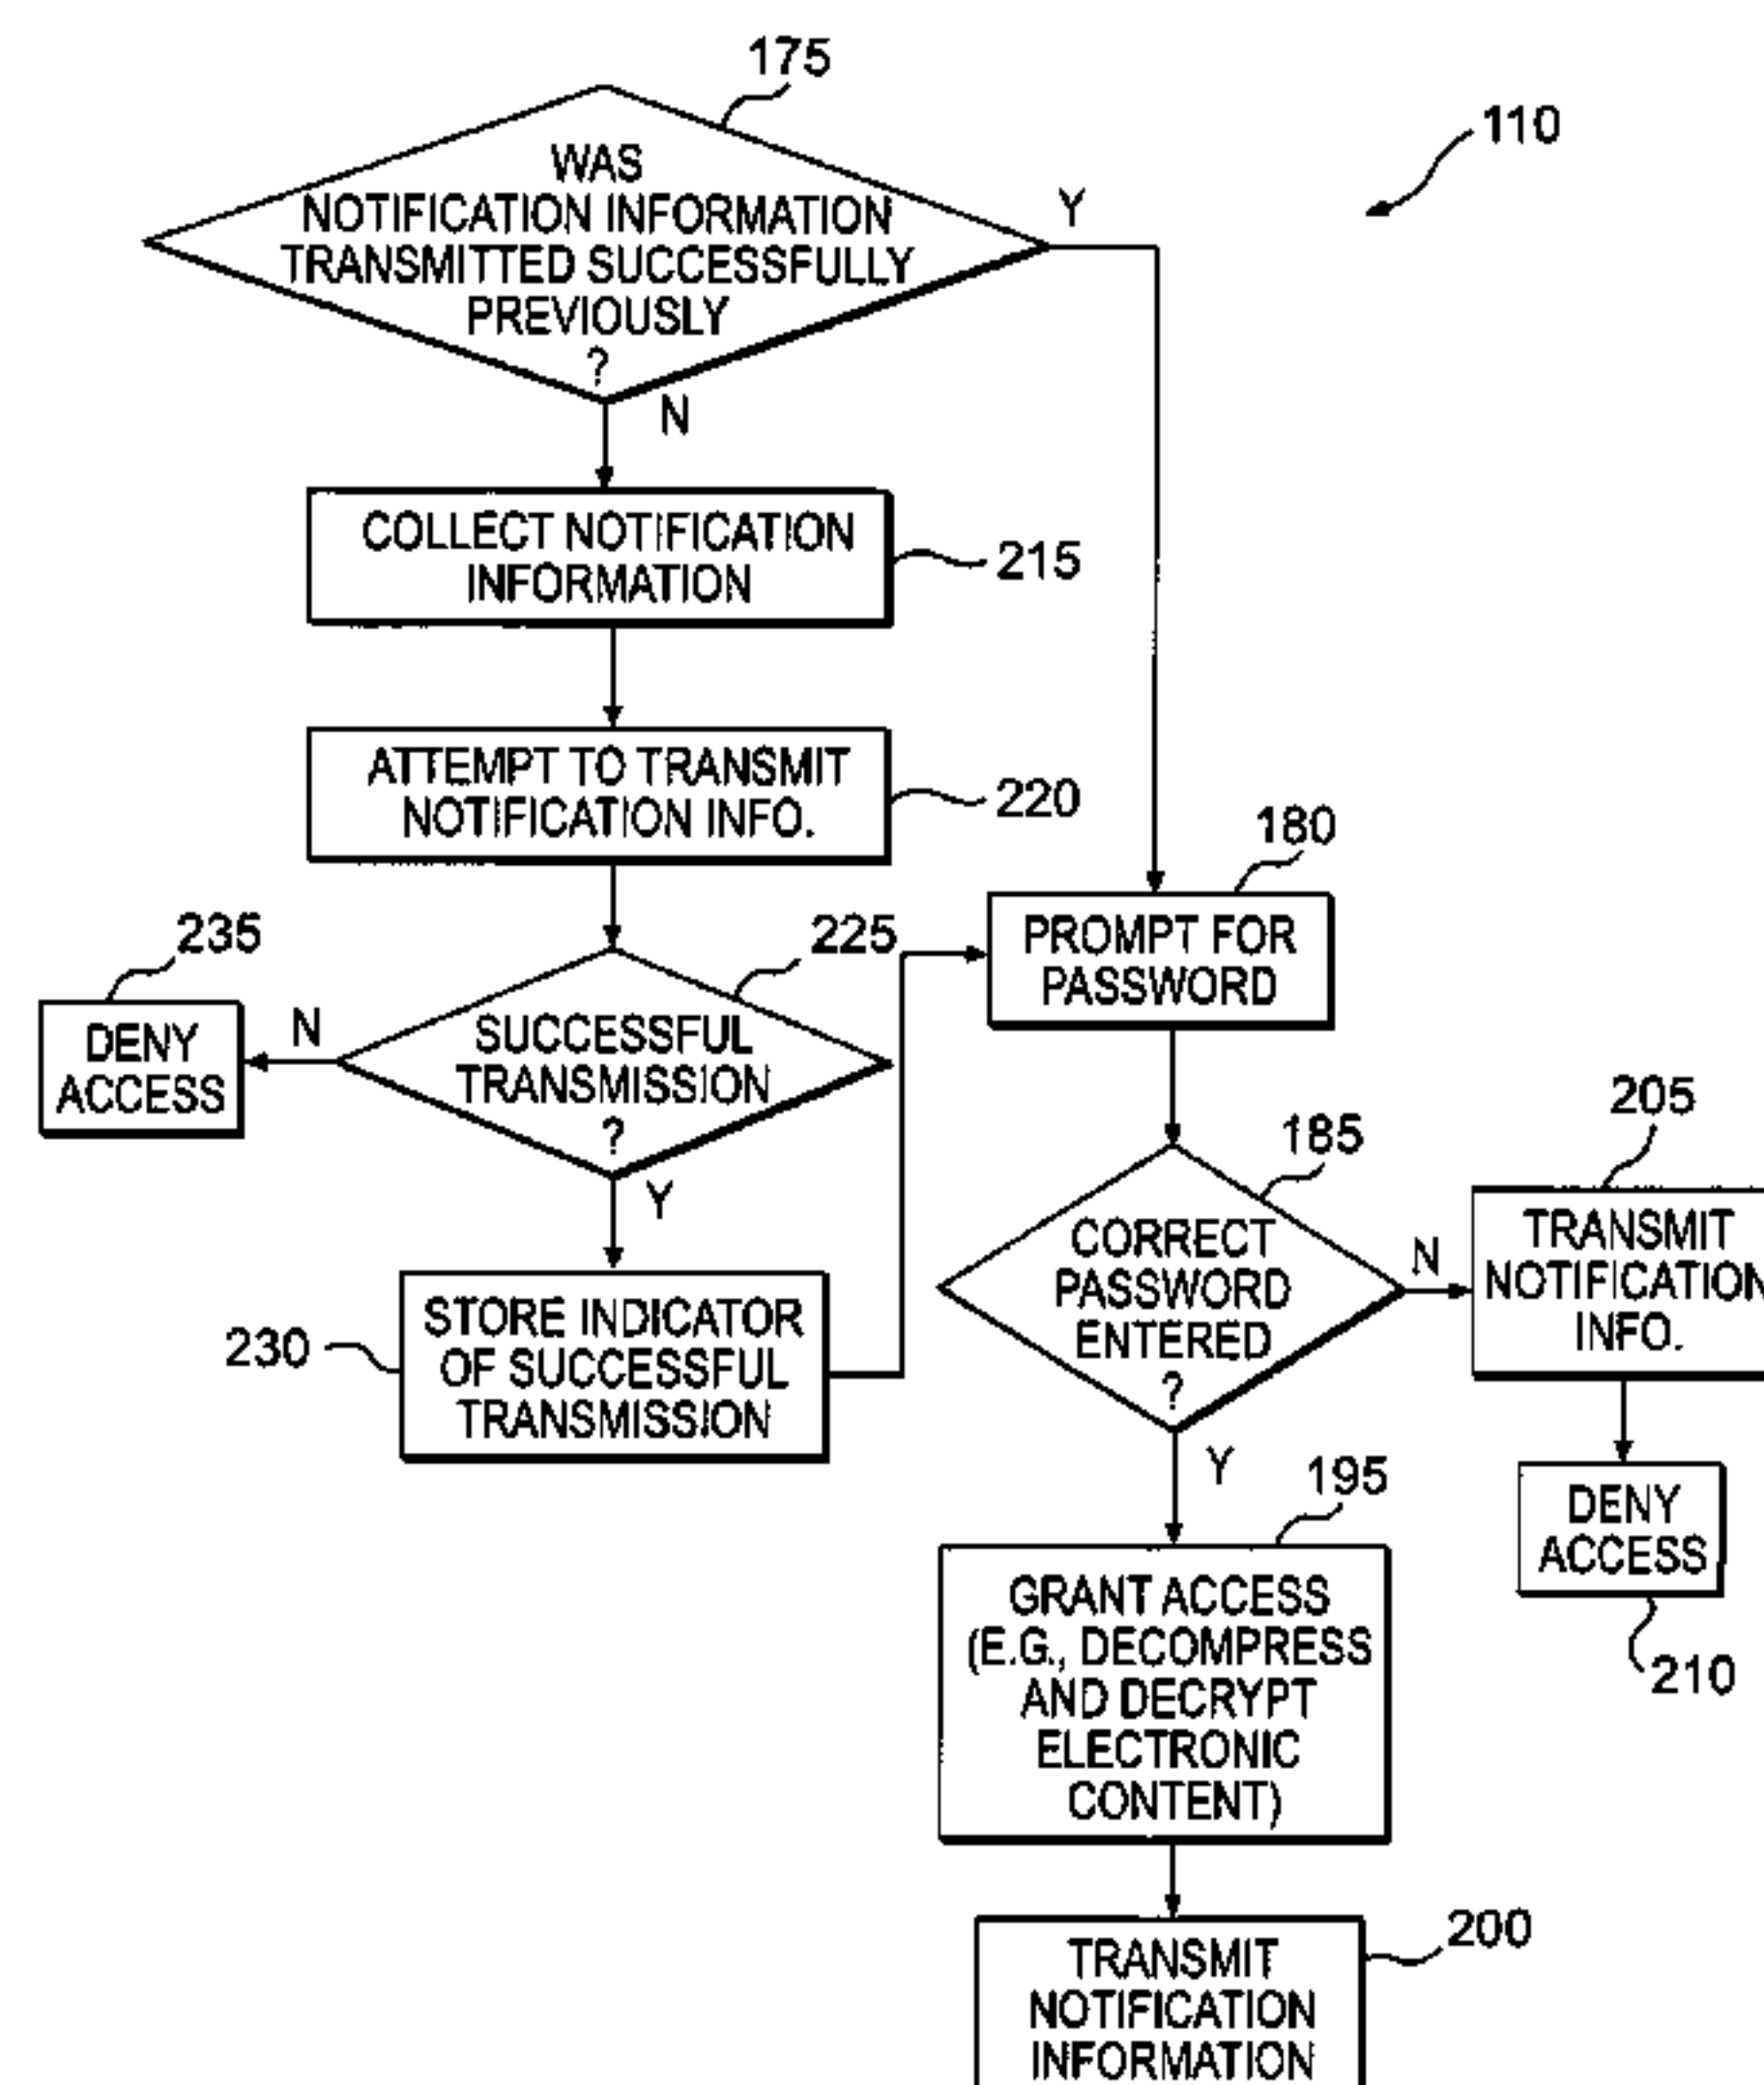 175
110
WAS
NOTIFICATION INFORMATION
TRANSMITTED SUCCESSFULLY
PREVIOUSLY
?
Y
N
COLLECT NOTIFICATION
INFORMATION
215
ATTEMPT TO TRANSMIT
NOTIFICATION INFO.
220
180
PROMPT FOR
PASSWORD
235
DENY
ACCESS
N
225
SUCCESSFUL
TRANSMISSION
?
Y
230
STORE INDICATOR
OF SUCCESSFUL
TRANSMISSION
185
CORRECT
PASSWORD
ENTERED
?
N
Y
205
TRANSMIT
NOTIFICATION
INFO.
DENY
ACCESS
210
195
GRANT ACCESS
(E.G., DECOMPRESS
AND DECRYPT
ELECTRONIC
CONTENT)
200
TRANSMIT
NOTIFICATION
INFORMATION